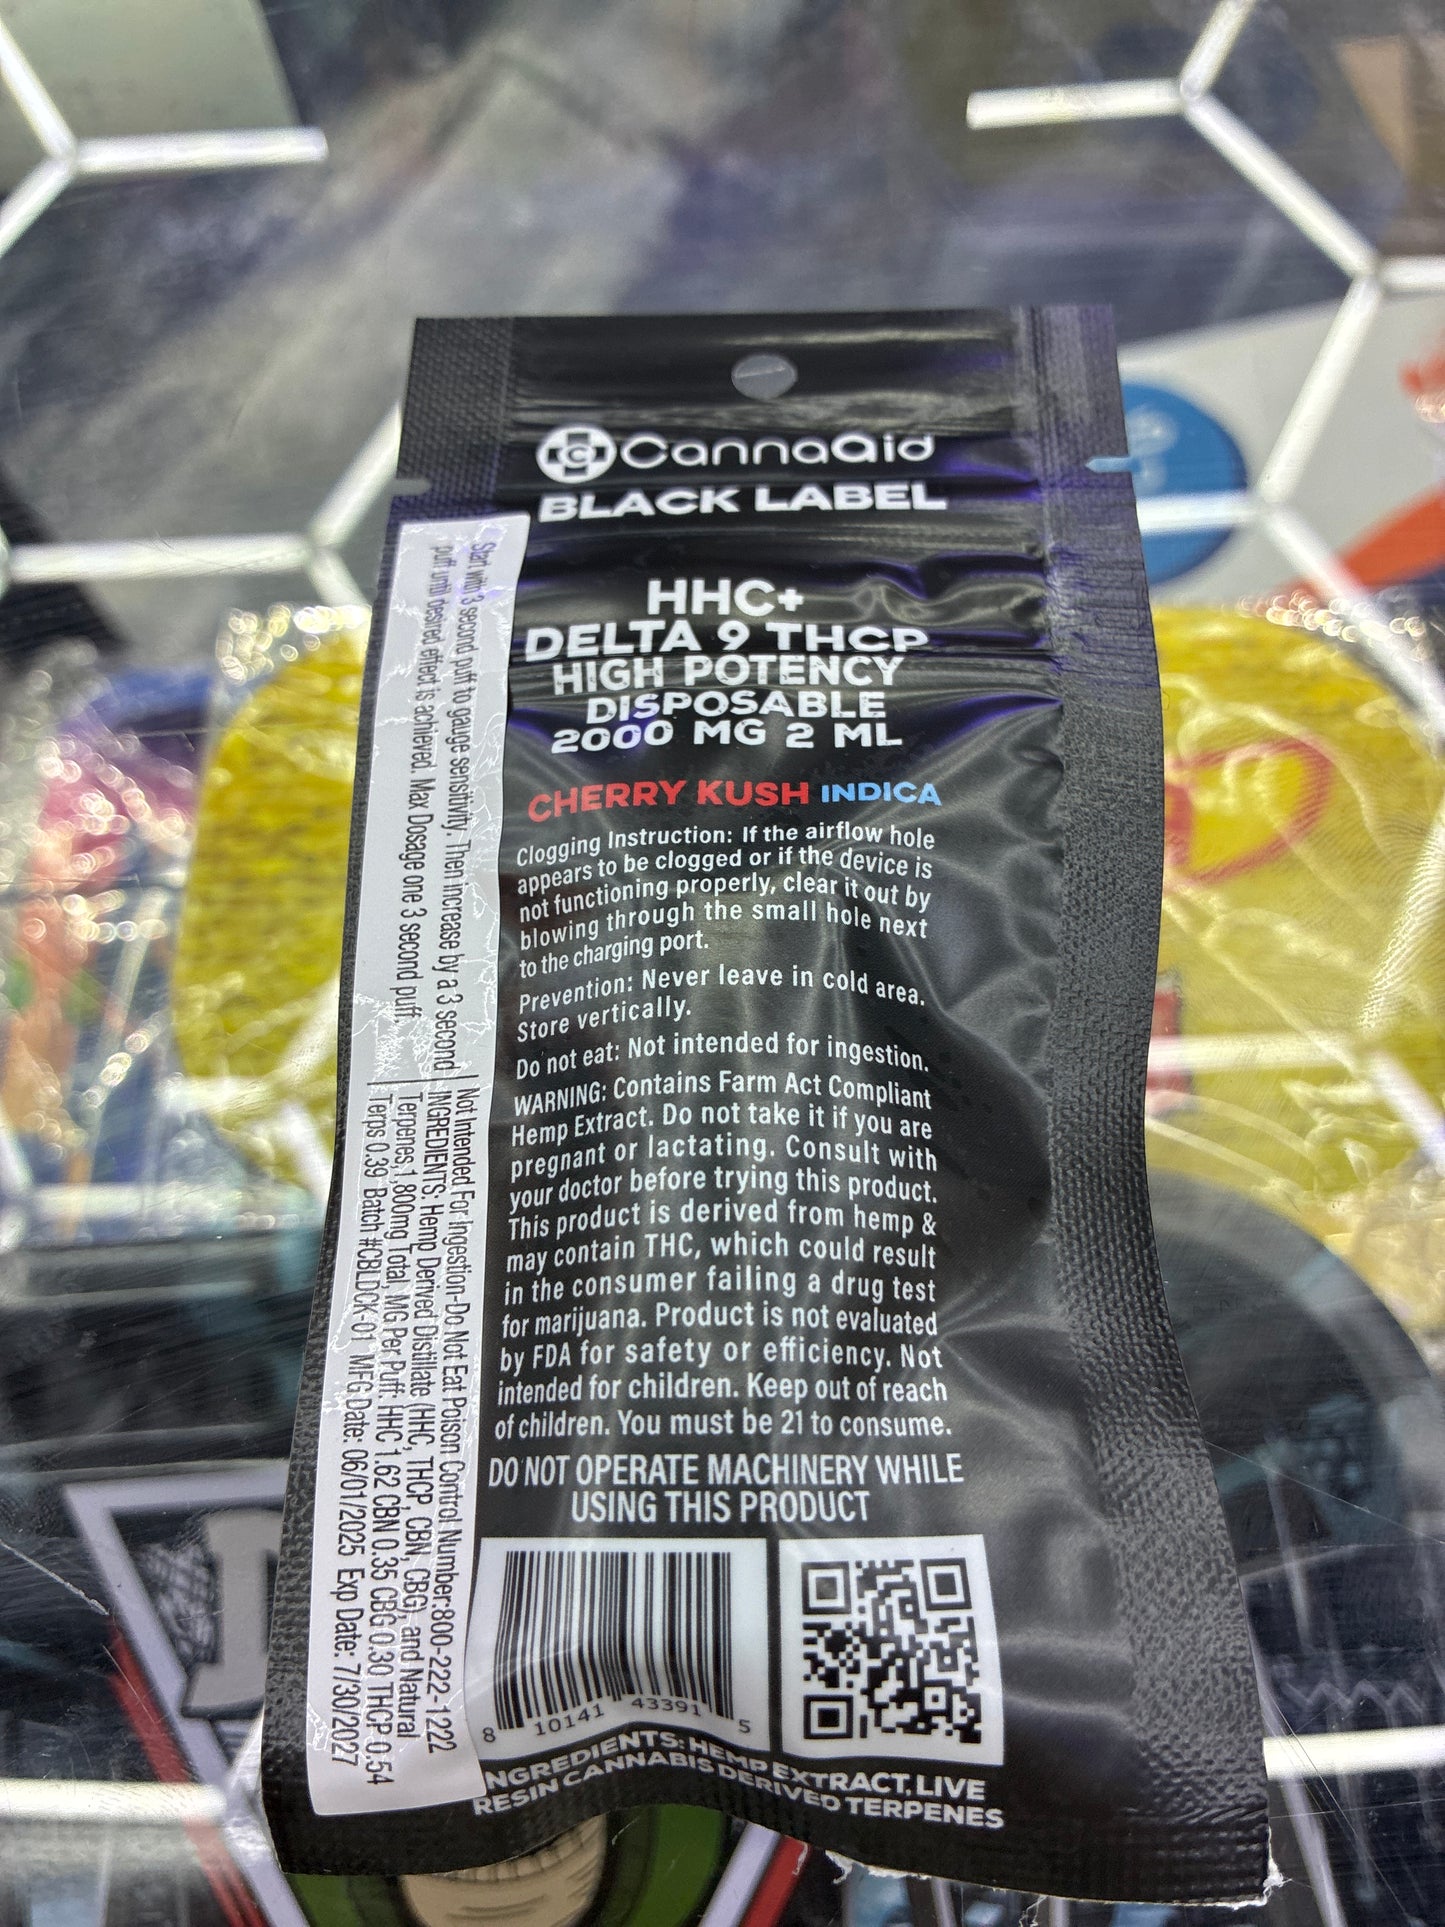 CannaAid
BLACK LABEL
HHC+
DELTA 9 THCP
HIGH POTENCY
DISPOSABLE
2000 MG 2 ML
CHERRY KUSH INDICA
Clogging Instruction: If the airflow hole
appears to be clogged or if the device is
not functioning properly, clear it out by
blowing through the small hole next
to the charging port.
Prevention: Never leave in cold area.
Store vertically.
Do not eat: Not intended for ingestion.
WARNING: Contains Farm Act Compliant
Hemp Extract. Do not take it if you are
pregnant or lactating. Consult with
your doctor before trying this product.
This product is derived from hemp &
may contain THC, which could result
in the consumer failing a drug test
for marijuana. Product is not evaluated
by FDA for safety or efficiency. Not
intended for children. Keep out of reach
of children. You must be 21 to consume.
DO NOT OPERATE MACHINERY WHILE
USING THIS PRODUCT
8 10141 43391 5
INGREDIENTS: HEMP EXTRACT, LIVE
RESIN CANNABIS DERIVED TERPENES
Start with 3 second puff to gauge sensitivity. Then increase by a 3 second
puff until desired effect is achieved. Max Dosage one 3 second puff.
Not Intended For Ingestion-Do Not Eat Poison Control Number:800-222-1222
INGREDIENTS: Hemp Derived Distillate (HHC, THCP, CBN, CBG), and Natural
Terpenes,1,800mg Total, MG Per Puff: HHC 1.62 CBN 0.35 CBG 0.30 THCP 0.54
Terps 0.39 Batch #CBLDCK-01 MFG Date: 06/01/2025 Exp Date: 7/30/2027